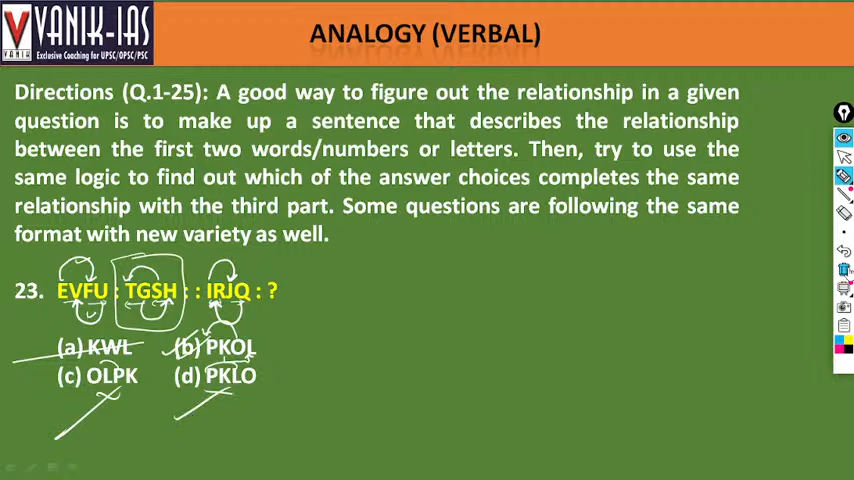 VANIK-IAS
VANIK
Exclusive Coaching for UPSC/OPSC/PSC
ANALOGY (VERBAL)
Directions (Q.1-25): A good way to figure out the relationship in a given
question is to make up a sentence that describes the relationship
between the first two words/numbers or letters. Then, try to use the
same logic to find out which of the answer choices completes the same
relationship with the third part. Some questions are following the same
format with new variety as well.
23. EVFU : TGSH : : IRJQ : ?
(a) KWL (b) PKOL
(c) OLPK (d) PKLO